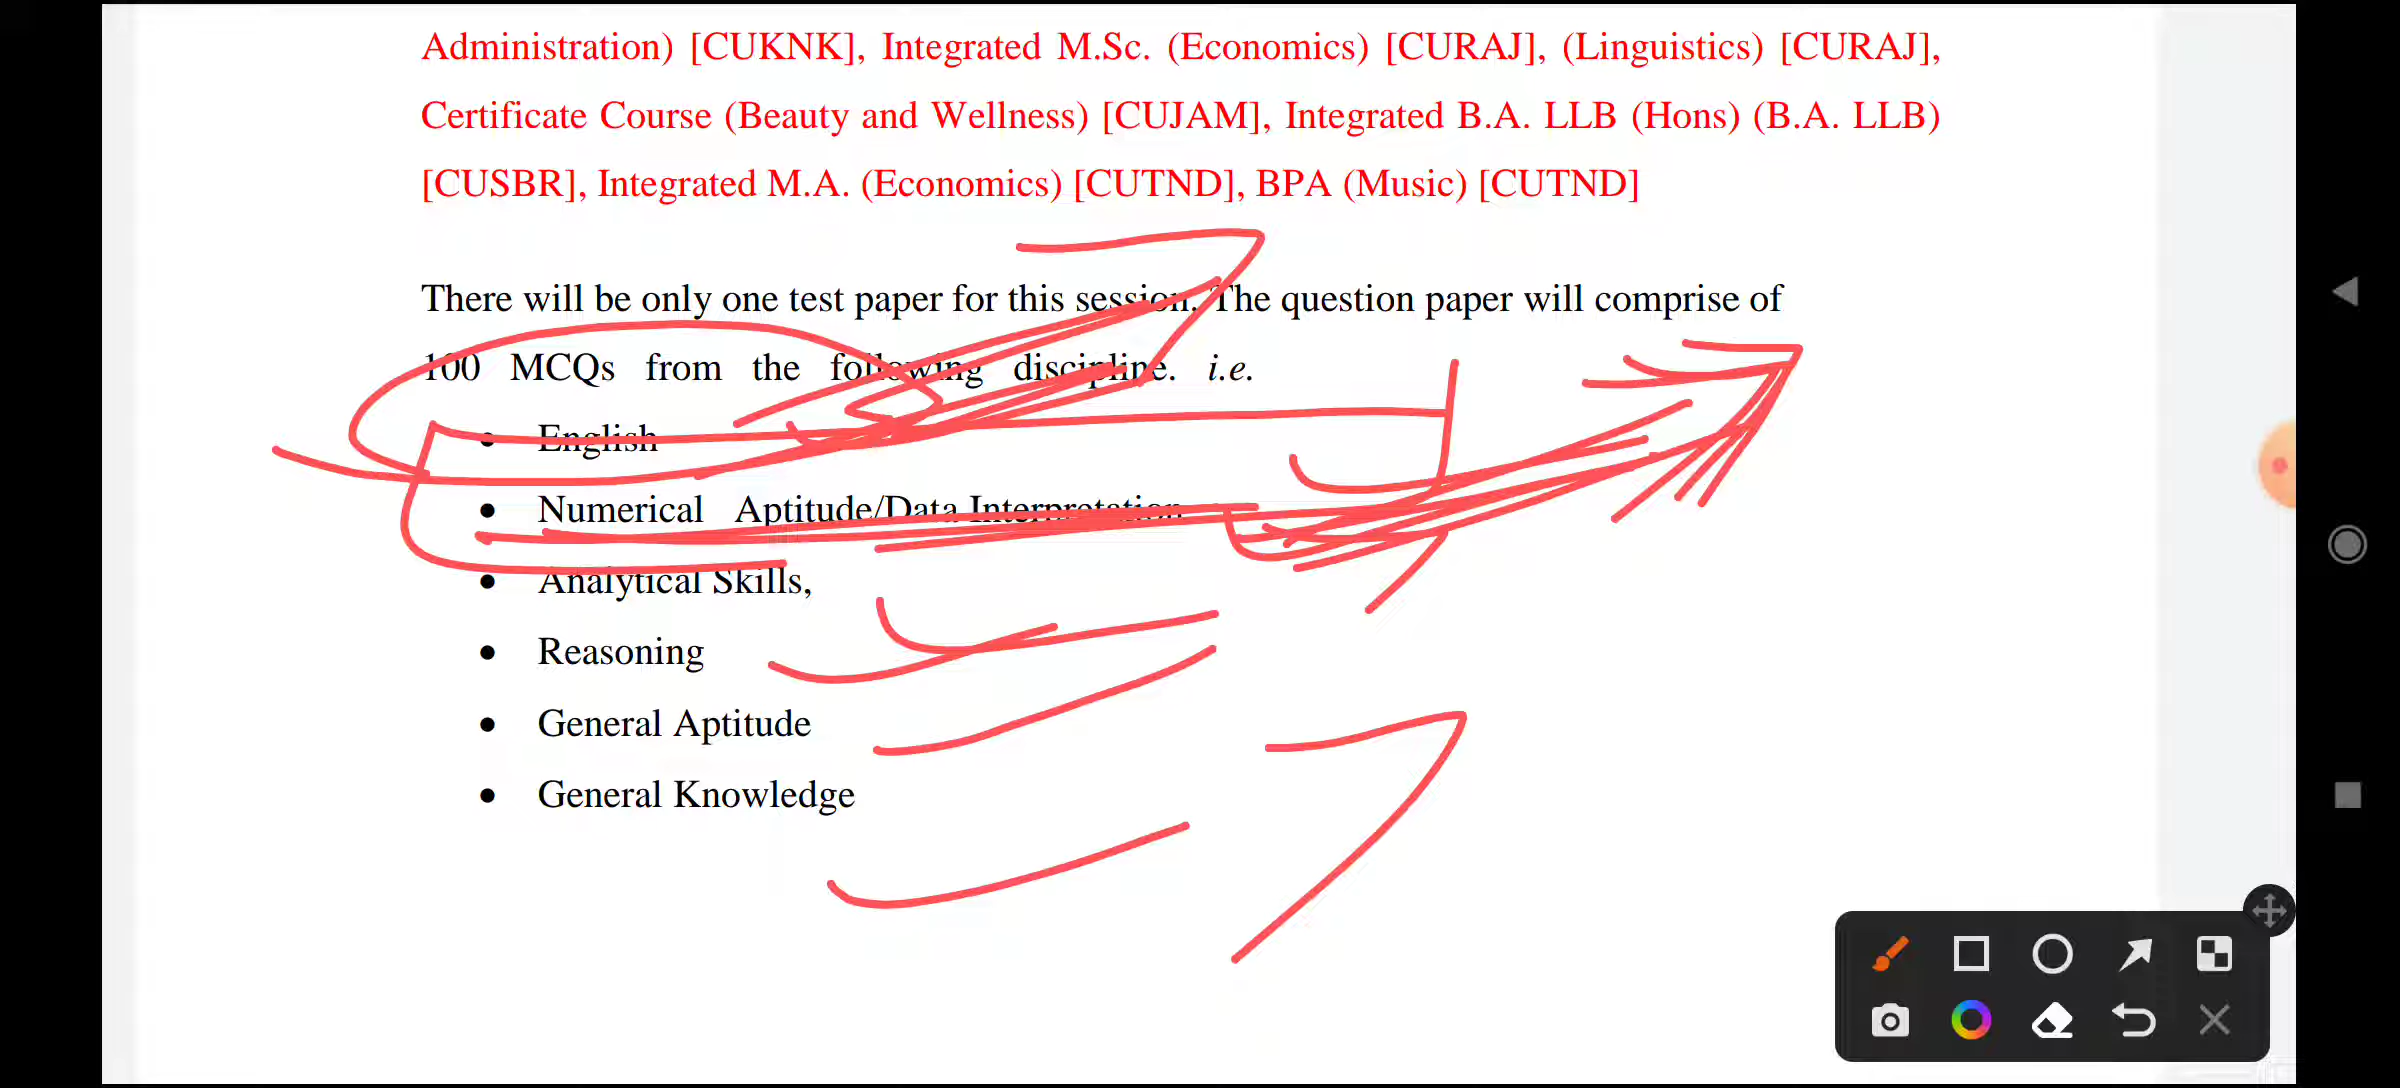 Administration) [CUKNK], Integrated M.Sc. (Economics) [CURAJ], (Linguistics) [CURAJ],
Certificate Course (Beauty and Wellness) [CUJAM], Integrated B.A. LLB (Hons) (B.A. LLB)
[CUSBR], Integrated M.A. (Economics) [CUTND], BPA (Music) [CUTND]
There will be only one test paper for this session. The question paper will comprise of
100 MCQs from the following discipline. i.e.
• English
• Numerical Aptitude/Data Interpretation
• Analytical Skills,
• Reasoning
• General Aptitude
• General Knowledge